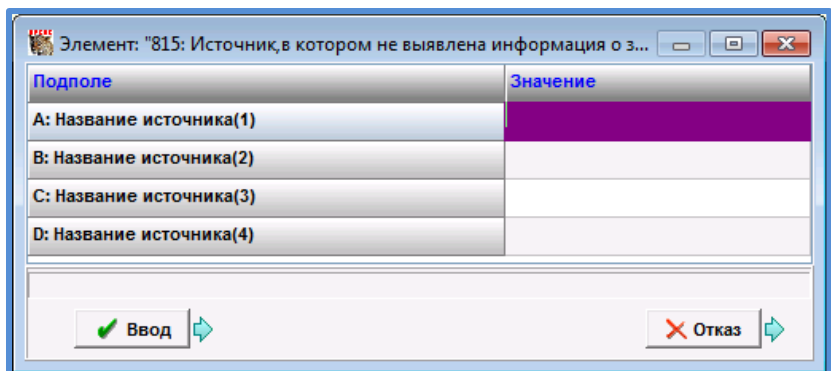 Элемент: "815: Источник,в котором не выявлена информация о з...
Подполе Значение
A: Название источника(1)
B: Название источника(2)
C: Название источника(3)
D: Название источника(4)
Ввод Отказ